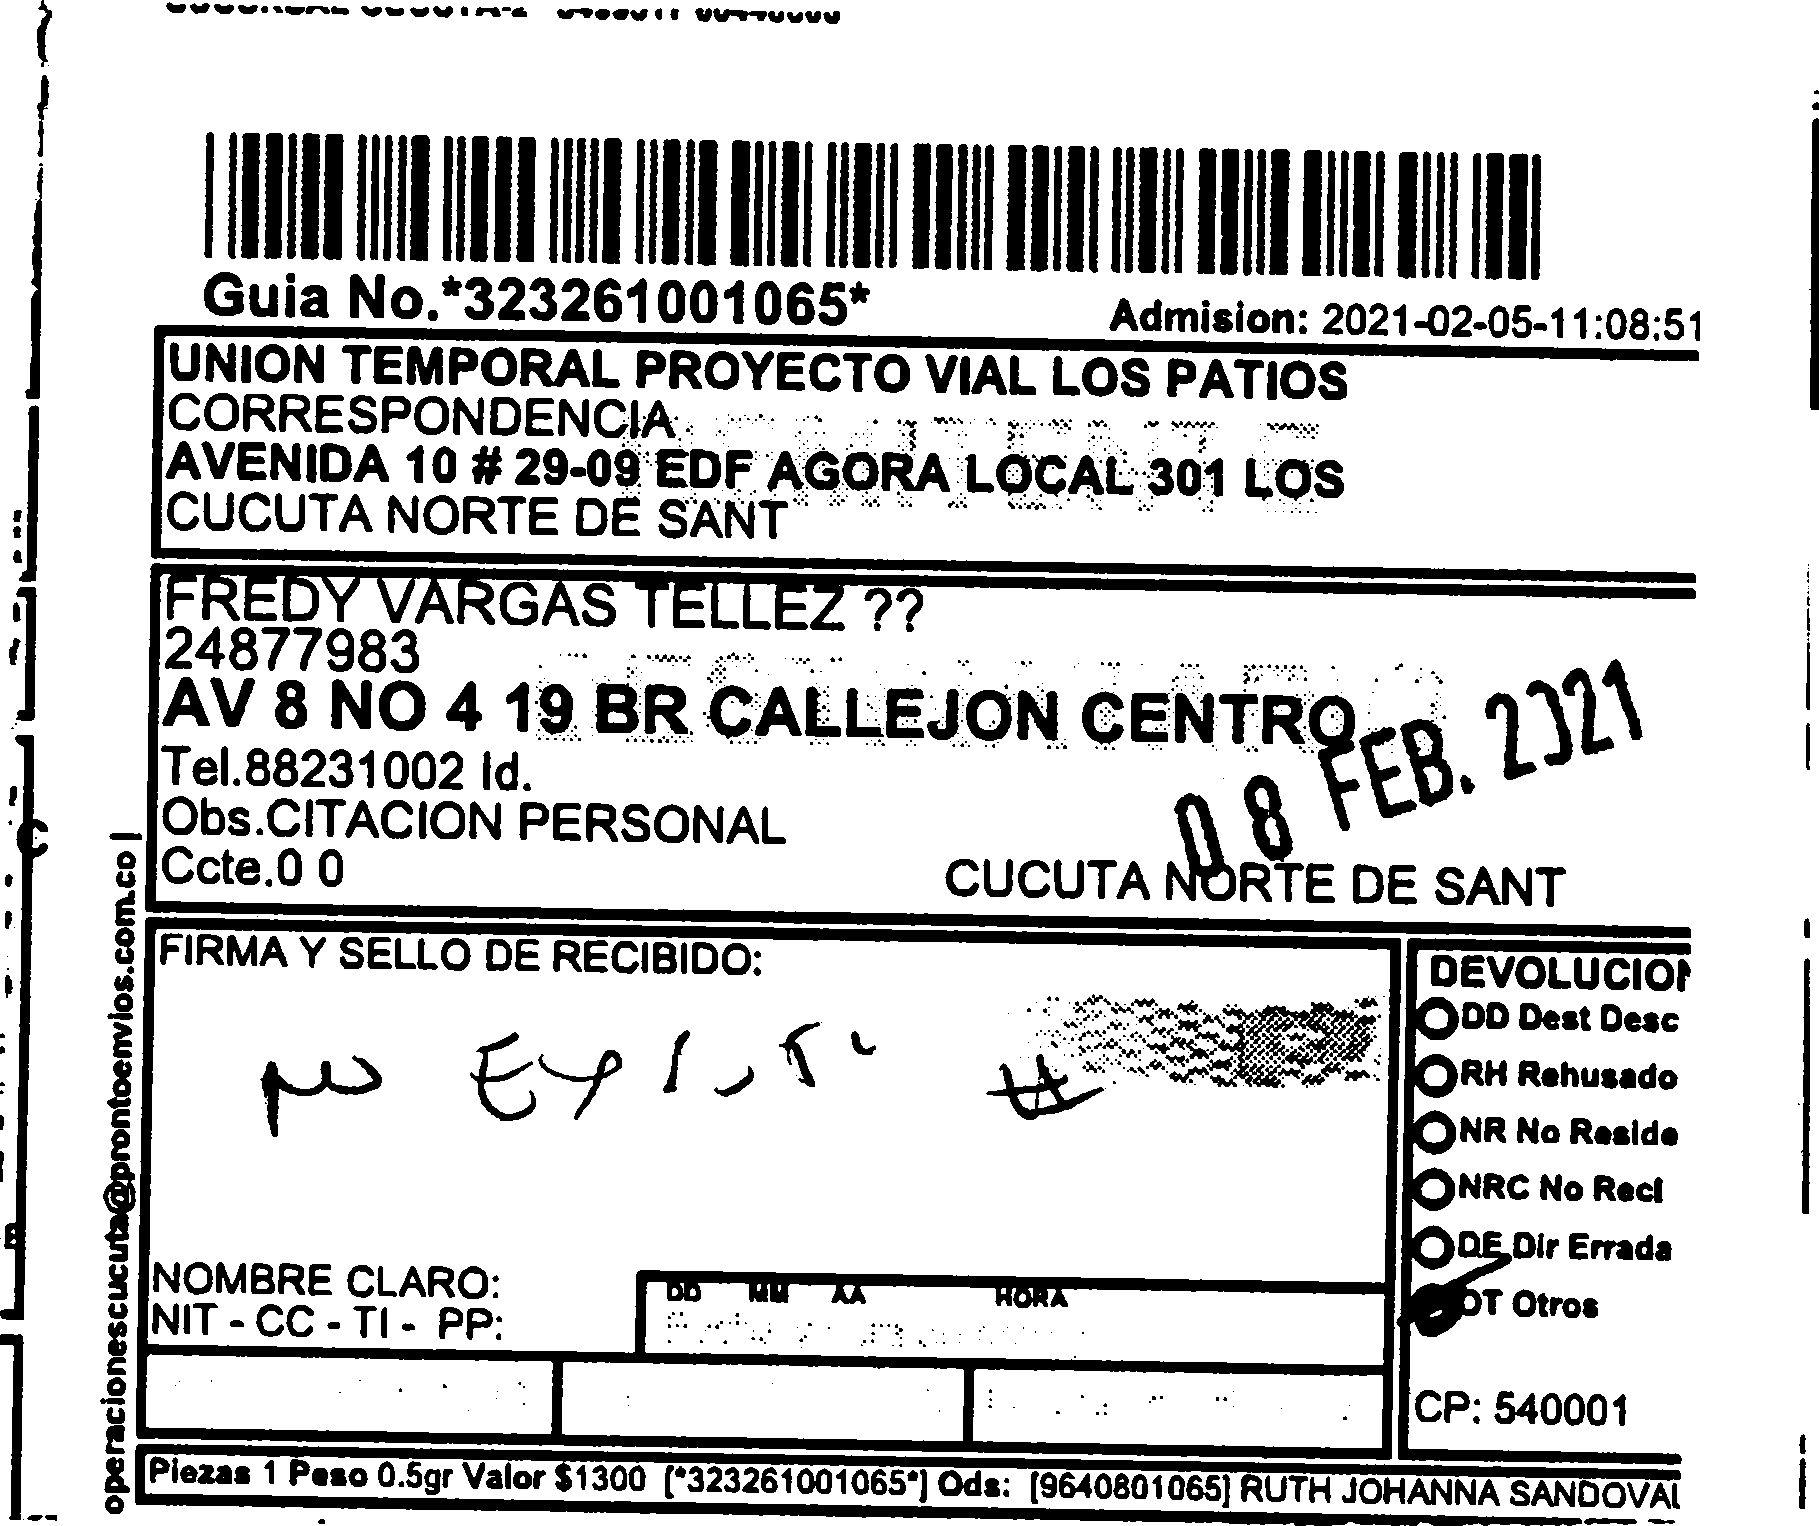 Guia No.*323261001065*
Admision: 2021-02-05-11:08:51
UNION TEMPORAL PROYECTO VIAL LOS PATIOS
CORRESPONDENCIA
AVENIDA 10 # 29-09 EDF AGORA LOCAL 301 LOS
CUCUTA NORTE DE SANT
FREDY VARGAS TELLEZ ??
24877983
AV 8 NO 4 19 BR CALLEJON CENTRO
08 FEB. 2021
Tel.88231002 Id.
Obs.CITACION PERSONAL
Ccte.0 0
CUCUTA NORTE DE SANT
operacionescucuta@prontoenvios.com.co |
FIRMA Y SELLO DE RECIBIDO:
no Existe #
NOMBRE CLARO:
NIT - CC - TI - PP:
DD MM AA HORA
DEVOLUCION
DD Dest Desc
RH Rehusado
NR No Reside
NRC No Recl
DE Dir Errada
OT Otros
CP: 540001
Piezas 1 Peso 0.5gr Valor $1300 [*323261001065*] Ods: [9640801065] RUTH JOHANNA SANDOVAL